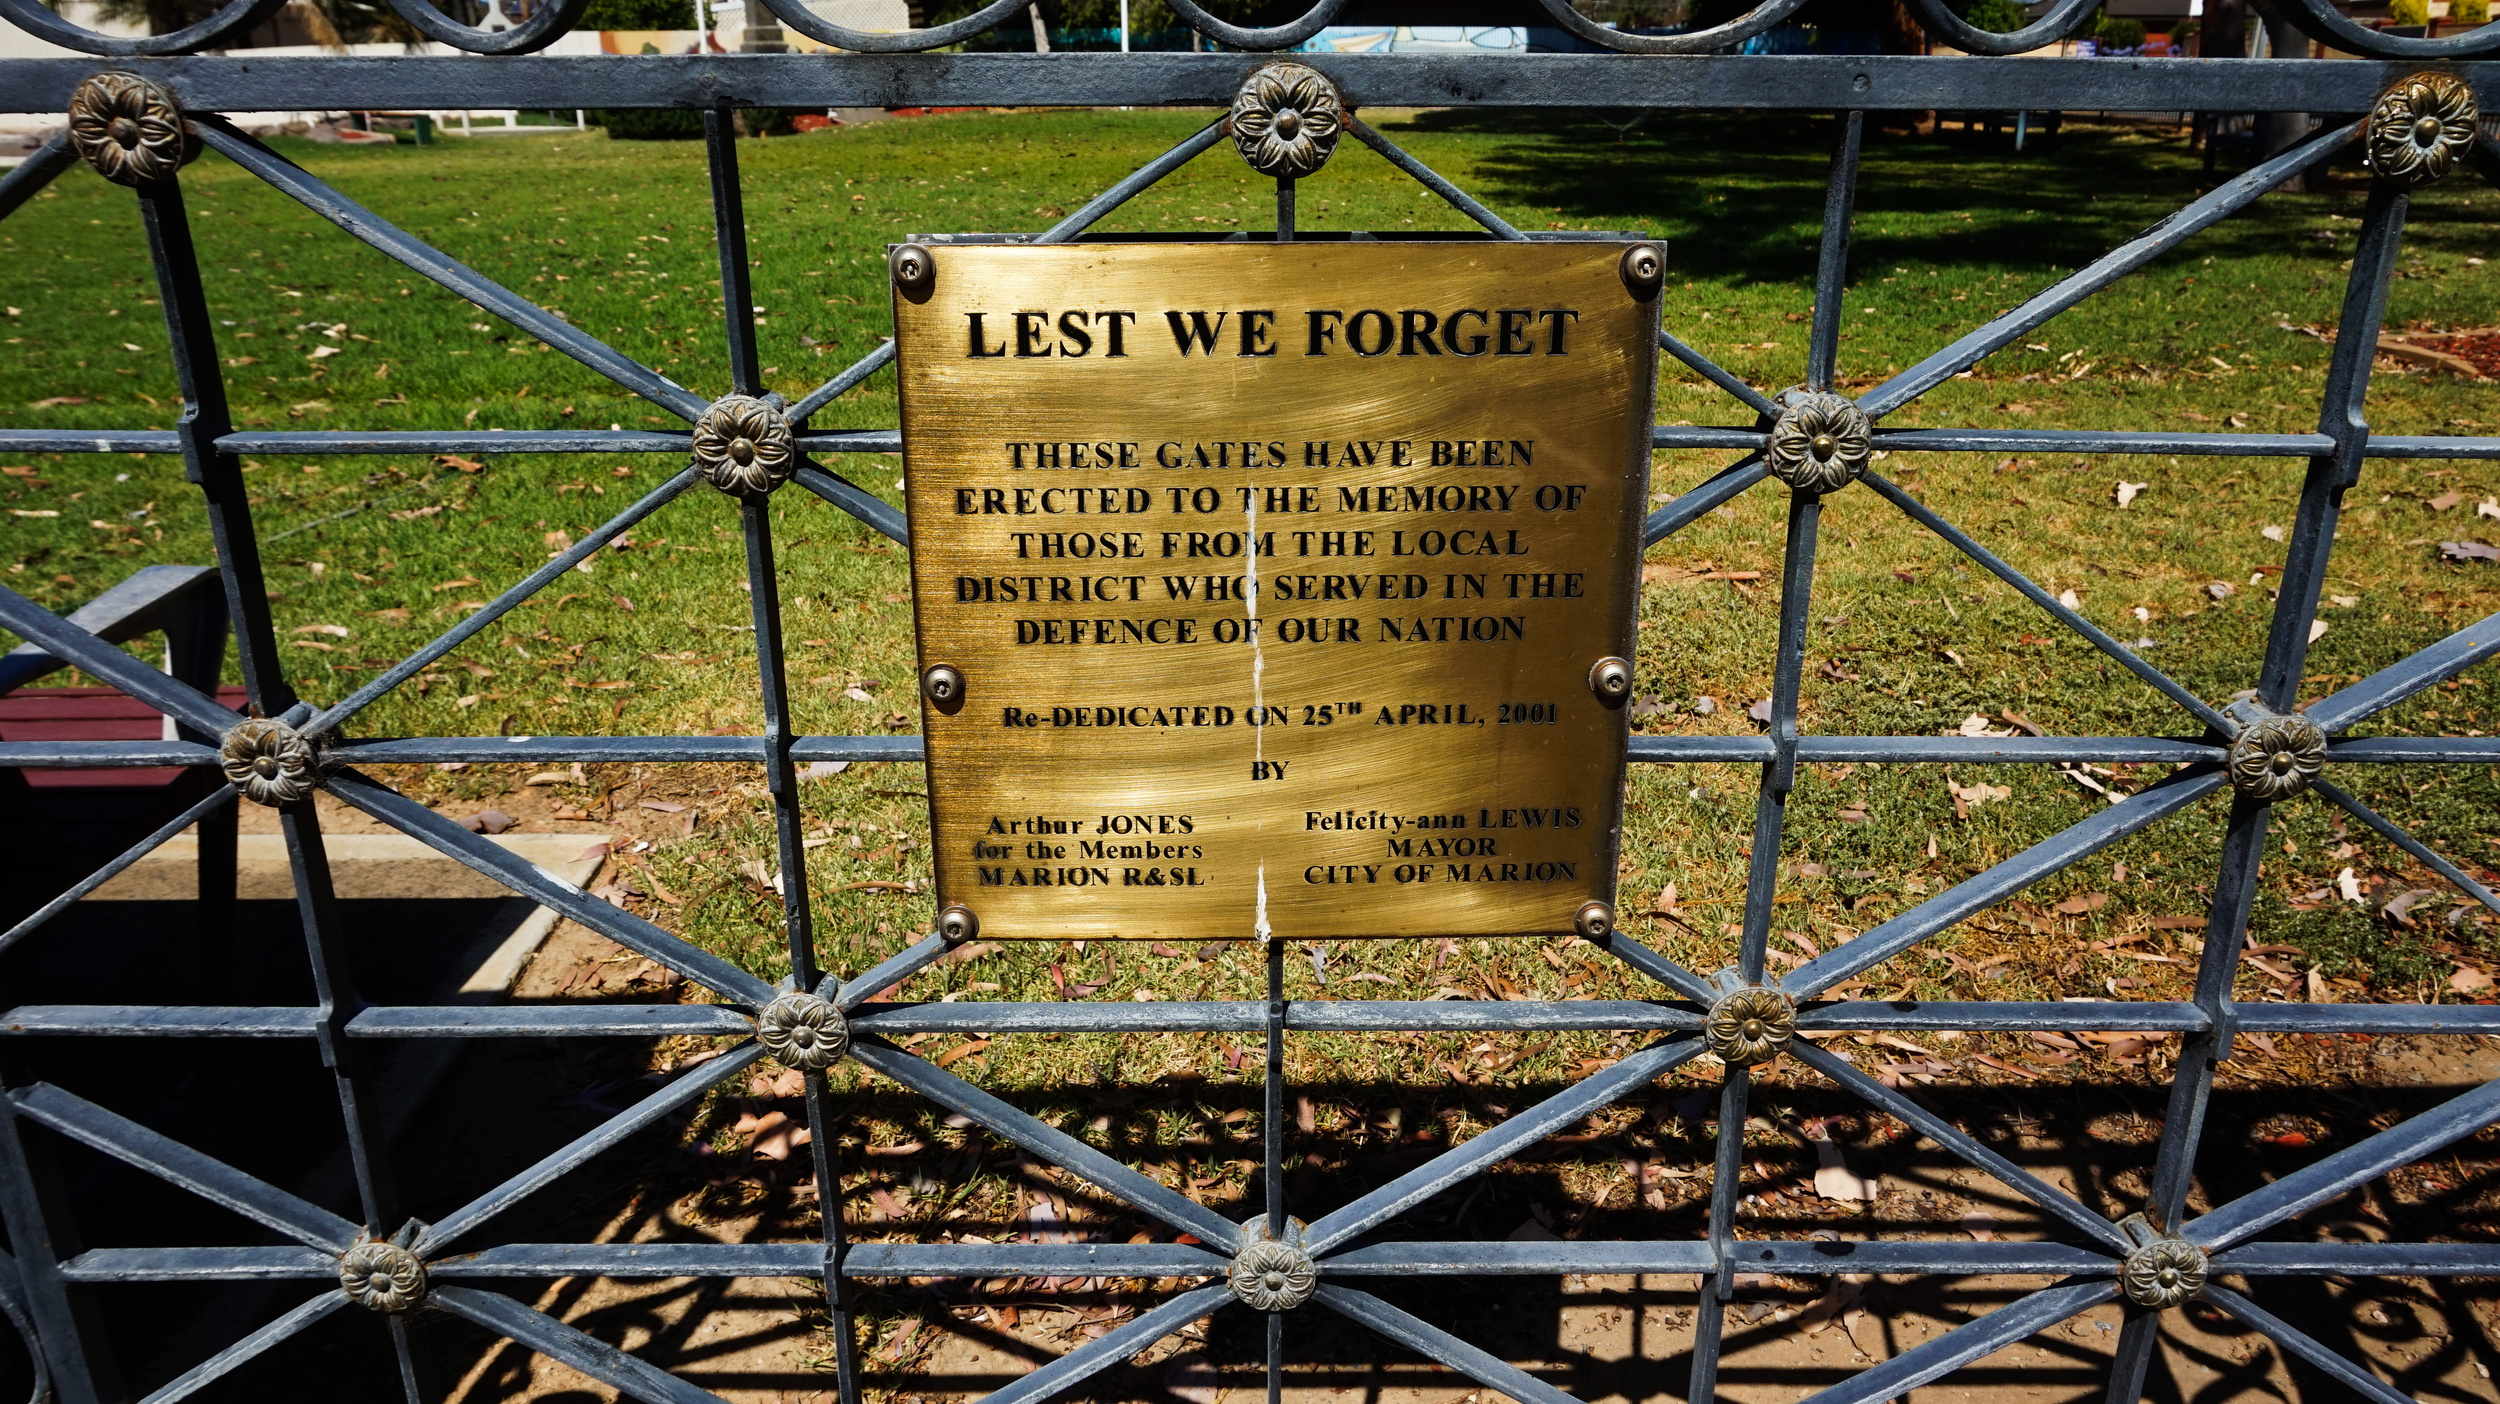 LEST WE FORGET
THESE GATES HAVE BEEN
ERECTED TO THE MEMORY OF
THOSE FROM THE LOCAL
DISTRICT WHO SERVED IN THE
DEFENCE OF OUR NATION
Re-DEDICATED ON 25TH APRIL, 2001
BY
Arthur JONES
for the Members
MARION R&SL
Felicity-ann LEWIS
MAYOR
CITY OF MARION